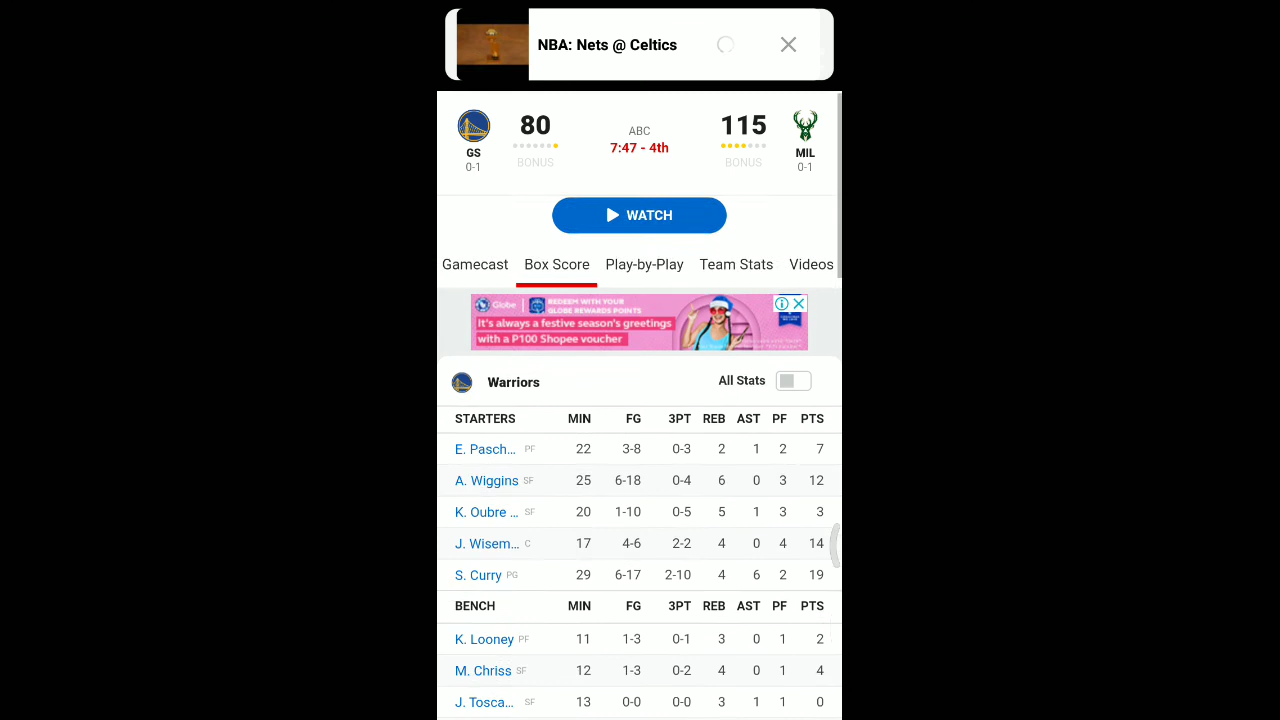 NBA: Nets @ Celtics
80
115
ABC
7:47 - 4th
GS
0-1
BONUS
BONUS
MIL
0-1
WATCH
Gamecast Box Score Play-by-Play Team Stats Videos
Globe
REDEEM WITH YOUR
GLOBE REWARDS POINTS
It's always a festive season's greetings
with a P100 Shopee voucher
Warriors All Stats
STARTERS MIN FG 3PT REB AST PF PTS
E. Pasch... PF 22 3-8 0-3 2 1 2 7
A. Wiggins SF 25 6-18 0-4 6 0 3 12
K. Oubre ... SF 20 1-10 0-5 5 1 3 3
J. Wisem... C 17 4-6 2-2 4 0 4 14
S. Curry PG 29 6-17 2-10 4 6 2 19
BENCH MIN FG 3PT REB AST PF PTS
K. Looney PF 11 1-3 0-1 3 0 1 2
M. Chriss SF 12 1-3 0-2 4 0 1 4
J. Tosca... SF 13 0-0 0-0 3 1 1 0